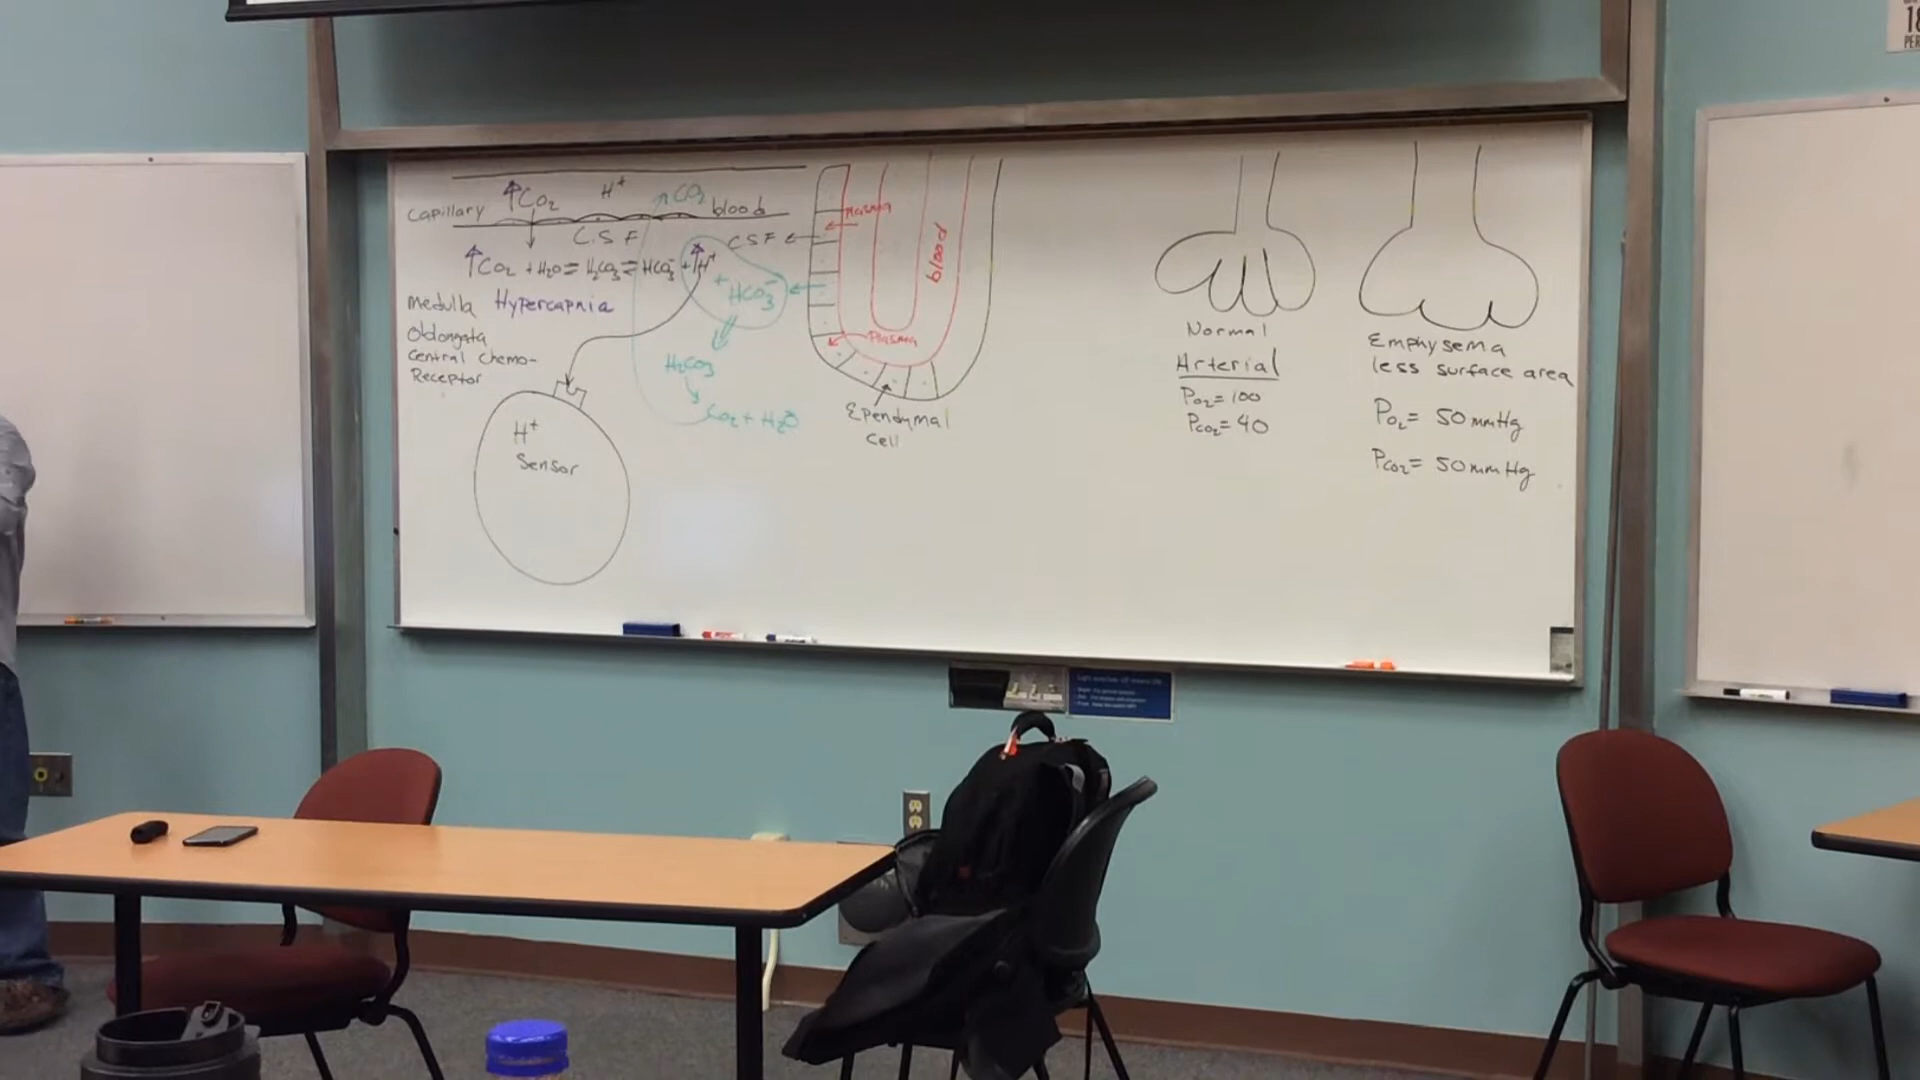 ↑CO₂ H⁺ ↑CO₂
Capillary blood
C.S.F CSF ←
↑CO₂ + H₂O ⇌ H₂CO₃ ⇌ HCO₃⁻ + ↑H⁺
+ HCO₃⁻
Medulla Hypercapnia
Oblongata
Central Chemo-
Receptor
H₂CO₃
CO₂ + H₂O
H⁺
Sensor
Plasma
blood
Plasma
Ependymal
Cell
Normal
Arterial
PO₂= 100
PCO₂= 40
Emphysema
less surface area
PO₂= 50 mmHg
PCO₂= 50 mmHg
18
PER